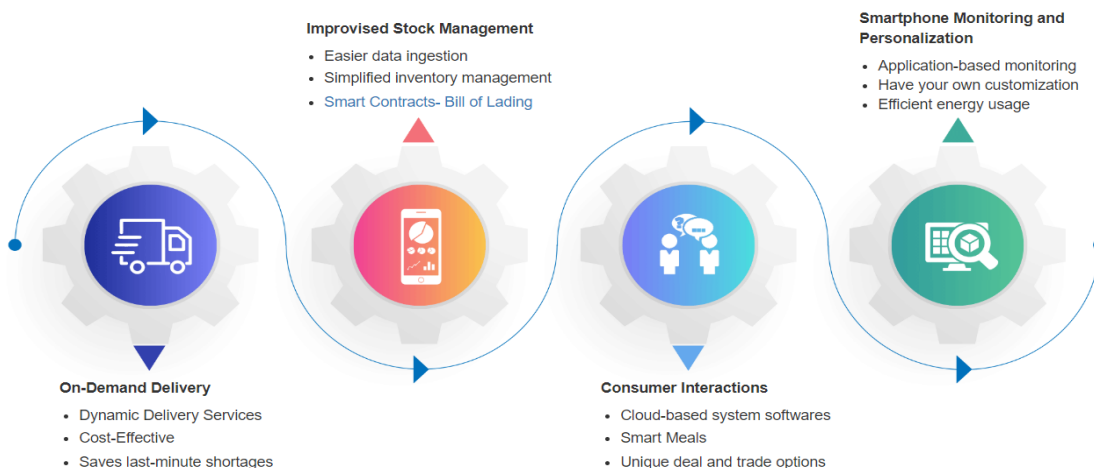 Improvised Stock Management
• Easier data ingestion
• Simplified inventory management
• Smart Contracts- Bill of Lading
Smartphone Monitoring and
Personalization
• Application-based monitoring
• Have your own customization
• Efficient energy usage
On-Demand Delivery
• Dynamic Delivery Services
• Cost-Effective
• Saves last-minute shortages
Consumer Interactions
• Cloud-based system softwares
• Smart Meals
• Unique deal and trade options